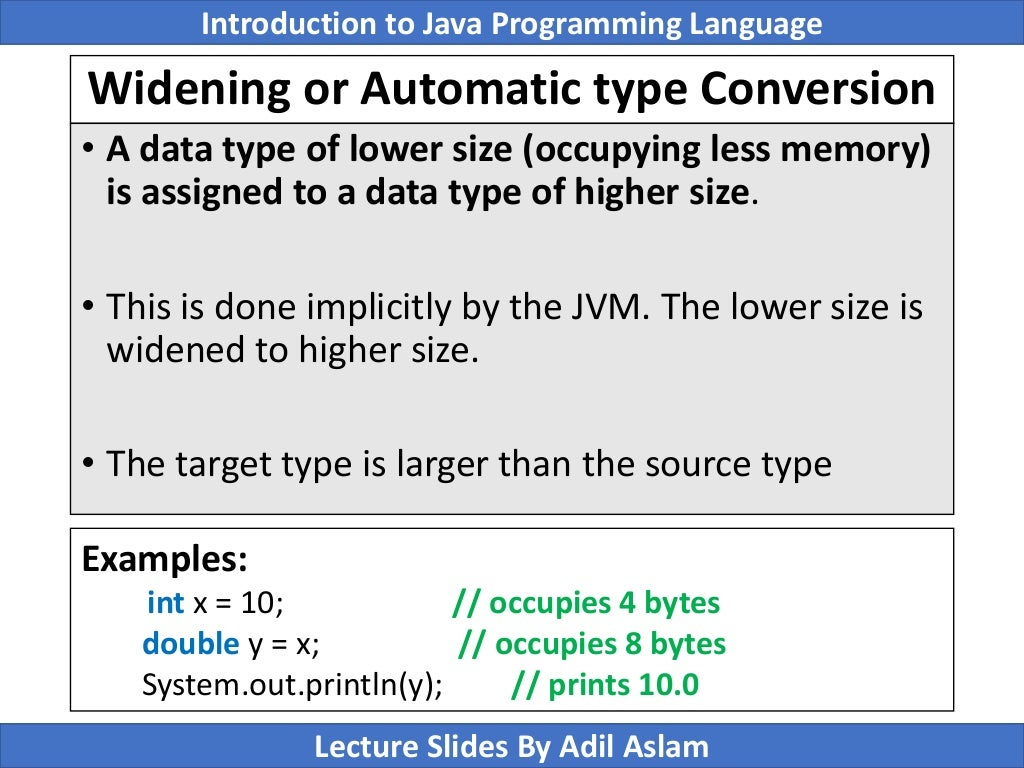 Introduction to Java Programming Language
Widening or Automatic type Conversion
• A data type of lower size (occupying less memory)
is assigned to a data type of higher size.
• This is done implicitly by the JVM. The lower size is
widened to higher size.
• The target type is larger than the source type
Examples:
int x = 10; // occupies 4 bytes
double y = x; // occupies 8 bytes
System.out.println(y); // prints 10.0
Lecture Slides By Adil Aslam